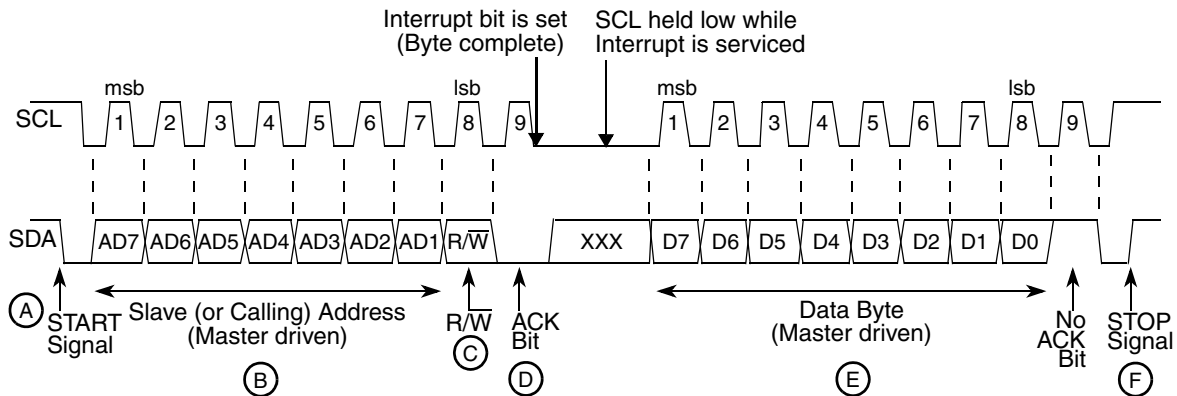 Interrupt bit is set
(Byte complete)
SCL held low while
Interrupt is serviced
msb lsb msb lsb
SCL 1 2 3 4 5 6 7 8 9 1 2 3 4 5 6 7 8 9
SDA AD7 AD6 AD5 AD4 AD3 AD2 AD1 R/W̅ XXX D7 D6 D5 D4 D3 D2 D1 D0
A
START
Signal
Slave (or Calling) Address
(Master driven)
B
R/W̅
C
ACK
Bit
D
Data Byte
(Master driven)
E
No
ACK
Bit
STOP
Signal
F